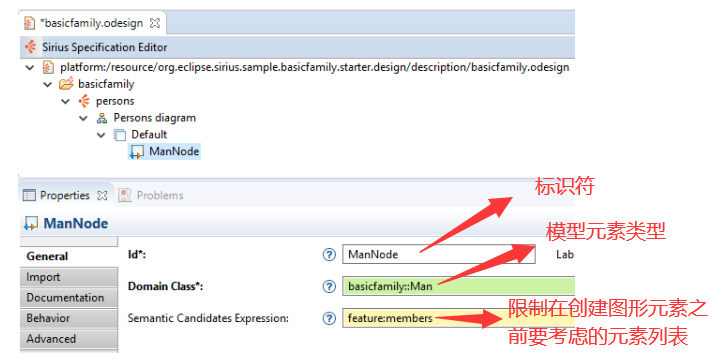 *basicfamily.odesign
Sirius Specification Editor
platform:/resource/org.eclipse.sirius.sample.basicfamily.starter.design/description/basicfamily.odesign
basicfamily
persons
Persons diagram
Default
ManNode
Properties Problems
标识符
ManNode
General
Id*: ManNode Lab
模型元素类型
Import
Domain Class*: basicfamily::Man
Documentation
Behavior
Semantic Candidates Expression: feature:members
限制在创建图形元素之
前要考虑的元素列表
Advanced